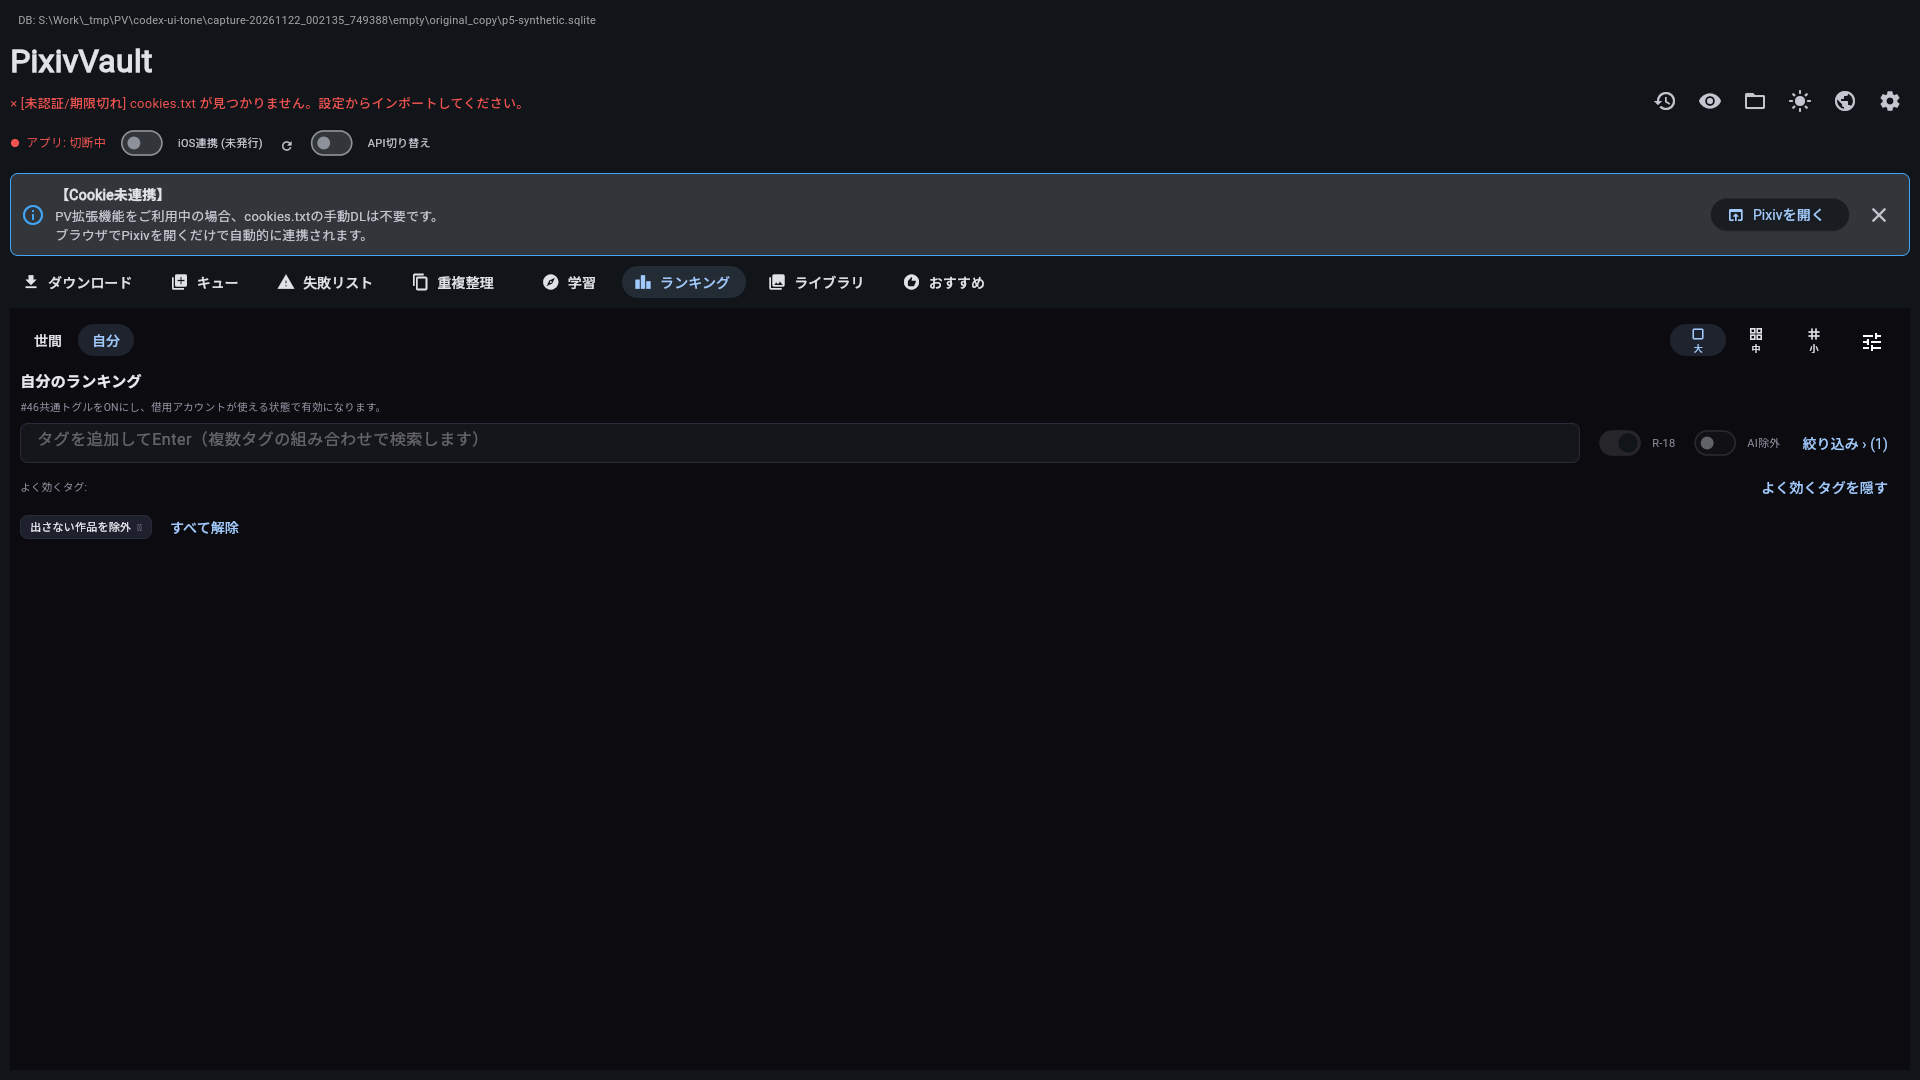 DB: S:\Work\_tmp\PV\codex-ui-tone\capture-20261122_002135_749388\empty\original_copy\p5-synthetic.sqlite
PixivVault
× [未認証/期限切れ] cookies.txt が見つかりません。設定からインポートしてください。
アプリ: 切断中 iOS連携 (未発行) API切り替え
【Cookie未連携】
PV拡張機能をご利用中の場合、cookies.txtの手動DLは不要です。
ブラウザでPixivを開くだけで自動的に連携されます。
Pixivを開く
ダウンロード キュー 失敗リスト 重複整理 学習 ランキング ライブラリ おすすめ
世間 自分 大 中 小
自分のランキング
#46共通トグルをONにし、借用アカウントが使える状態で有効になります。
タグを追加してEnter（複数タグの組み合わせで検索します） R-18 AI除外 絞り込み › (1)
よく効くタグ: よく効くタグを隠す
出さない作品を除外 すべて解除